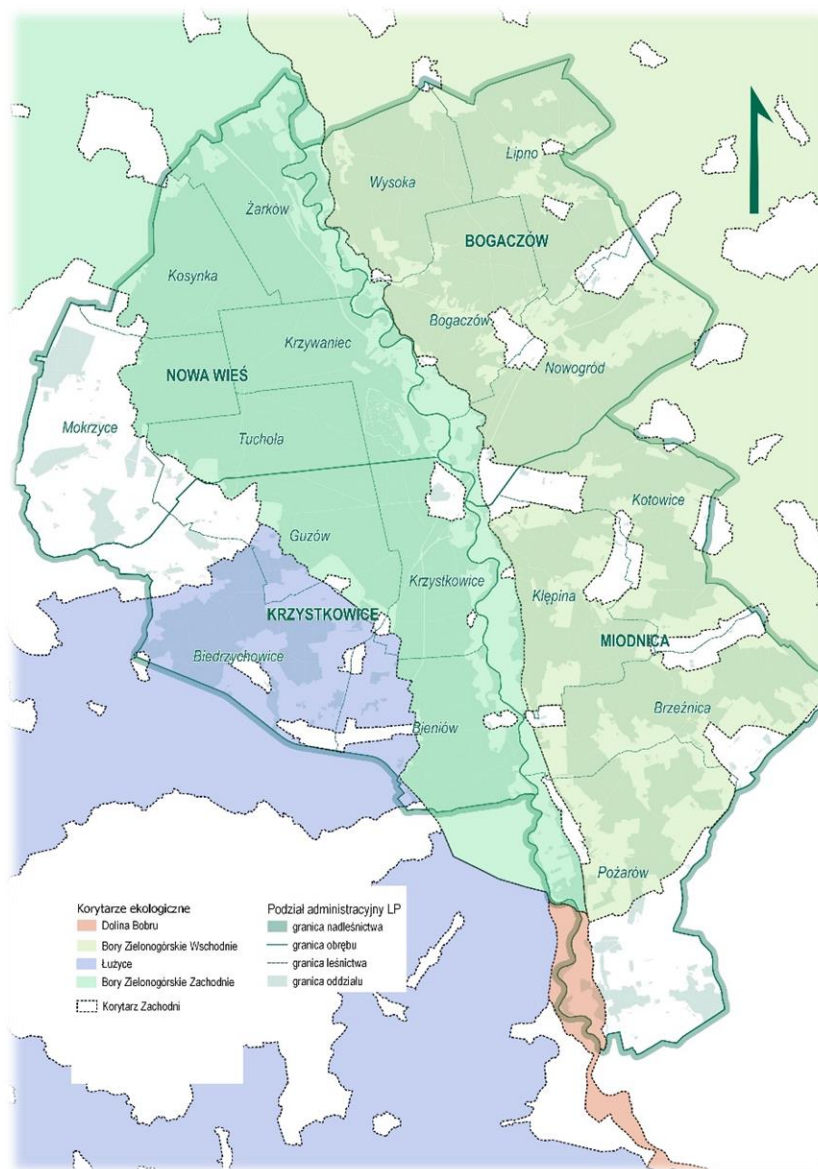 Lipno
Wysoka
Żarków
BOGACZÓW
Kosynka
Bogaczów
Krzywaniec
Nowogród
NOWA WIEŚ
Mokrzyce
Tuchola
Kotowice
Guzów
Krzystkowice
Klępina
KRZYSTKOWICE
MIODNICA
Biedrzychowice
Brzeźnica
Bieniów
Pożarów
Korytarze ekologiczne
Dolina Bobru
Bory Zielonogórskie Wschodnie
Łużyce
Bory Zielonogórskie Zachodnie
Korytarz Zachodni
Podział administracyjny LP
granica nadleśnictwa
granica obrębu
granica leśnictwa
granica oddziału